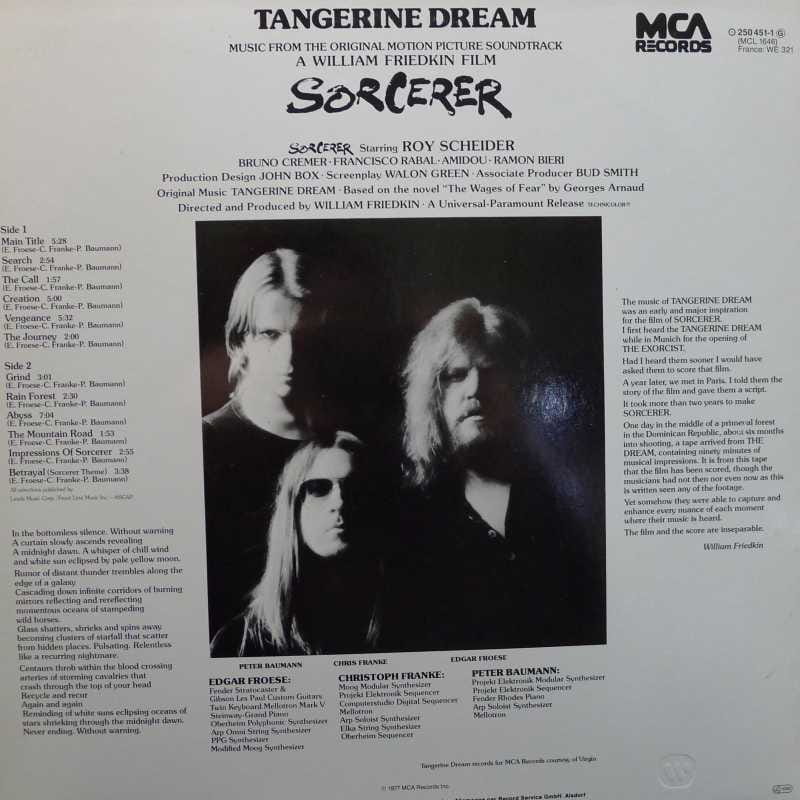 TANGERINE DREAM
MUSIC FROM THE ORIGINAL MOTION PICTURE SOUNDTRACK
A WILLIAM FRIEDKIN FILM
SORCERER
MCA RECORDS
250 451-1 G
(MCL 1646)
France: WE 321
SORCERER Starring ROY SCHEIDER
BRUNO CREMER · FRANCISCO RABAL · AMIDOU · RAMON BIERI
Production Design JOHN BOX · Screenplay WALON GREEN · Associate Producer BUD SMITH
Original Music TANGERINE DREAM · Based on the novel "The Wages of Fear" by Georges Arnaud
Directed and Produced by WILLIAM FRIEDKIN · A Universal-Paramount Release TECHNICOLOR®
Side 1
Main Title 5:28
(E. Froese-C. Franke-P. Baumann)
Search 2:54
(E. Froese-C. Franke-P. Baumann)
The Call 1:57
(E. Froese-C. Franke-P. Baumann)
Creation 5:00
(E. Froese-C. Franke-P. Baumann)
Vengeance 5:32
(E. Froese-C. Franke-P. Baumann)
The Journey 2:00
(E. Froese-C. Franke-P. Baumann)
Side 2
Grind 3:01
(E. Froese-C. Franke-P. Baumann)
Rain Forest 2:30
(E. Froese-C. Franke-P. Baumann)
Abyss 7:04
(E. Froese-C. Franke-P. Baumann)
The Mountain Road 1:53
(E. Froese-C. Franke-P. Baumann)
Impressions Of Sorcerer 2:55
(E. Froese-C. Franke-P. Baumann)
Betrayal (Sorcerer Theme) 3:38
(E. Froese-C. Franke-P. Baumann)
All selections published by
Leeds Music Corp. /Front Line Music Inc. - ASCAP
In the bottomless silence. Without warning
A curtain slowly ascends revealing
A midnight dawn. A whisper of chill wind
and white sun eclipsed by pale yellow moon.
Rumor of distant thunder trembles along the
edge of a galaxy
Cascading down infinite corridors of burning
mirrors reflecting and rereflecting
momentous oceans of stampeding
wild horses.
Glass shatters, shrieks and spins away
becoming clusters of starfall that scatter
from hidden places. Pulsating. Relentless
like a recurring nightmare.
Centaurs throb within the blood crossing
arteries of storming cavalries that
crash through the top of your head
Recycle and recur
Again and again
Reminding of white suns eclipsing oceans of
stars shrieking through the midnight dawn.
Never ending. Without warning.
The music of TANGERINE DREAM
was an early and major inspiration
for the film of SORCERER.
I first heard the TANGERINE DREAM
while in Munich for the opening of
THE EXORCIST.
Had I heard them sooner I would have
asked them to score that film.
A year later, we met in Paris. I told them the
story of the film and gave them a script.
It took more than two years to make
SORCERER.
One day in the middle of a primeral forest
in the Dominican Republic, about six months
into shooting, a tape arrived from THE
DREAM, containing ninety minutes of
musical impressions. It is from this tape
that the film has been scored, though the
musicians had not then nor even now as this
is written seen any of the footage.
Yet somehow they were able to capture and
enhance every nuance of each moment
where their music is heard.
The film and the score are inseparable.
William Friedkin
PETER BAUMANN
CHRIS FRANKE
EDGAR FROESE
EDGAR FROESE:
Fender Stratocaster &
Gibson Les Paul Custom Guitars
Twin Keyboard Mellotron Mark V
Steinway-Grand Piano
Oberheim Polyphonic Synthesizer
Arp Omni String Synthesizer
PPG Synthesizer
Modified Moog Synthesizer
CHRISTOPH FRANKE:
Moog Modular Synthesizer
Projekt Elektronik Sequencer
Computerstudio Digital Sequencer
Mellotron
Arp Soloist Synthesizer
Elka String Synthesizer
Oberheim Sequencer
PETER BAUMANN:
Projekt Elektronik Modular Synthesizer
Projekt Elektronik Sequencer
Fender Rhodes Piano
Arp Soloist Synthesizer
Mellotron
Tangerine Dream records for MCA Records courtesy of Virgin
℗ 1977 MCA Records Inc.
Record Service GmbH, Alsdorf